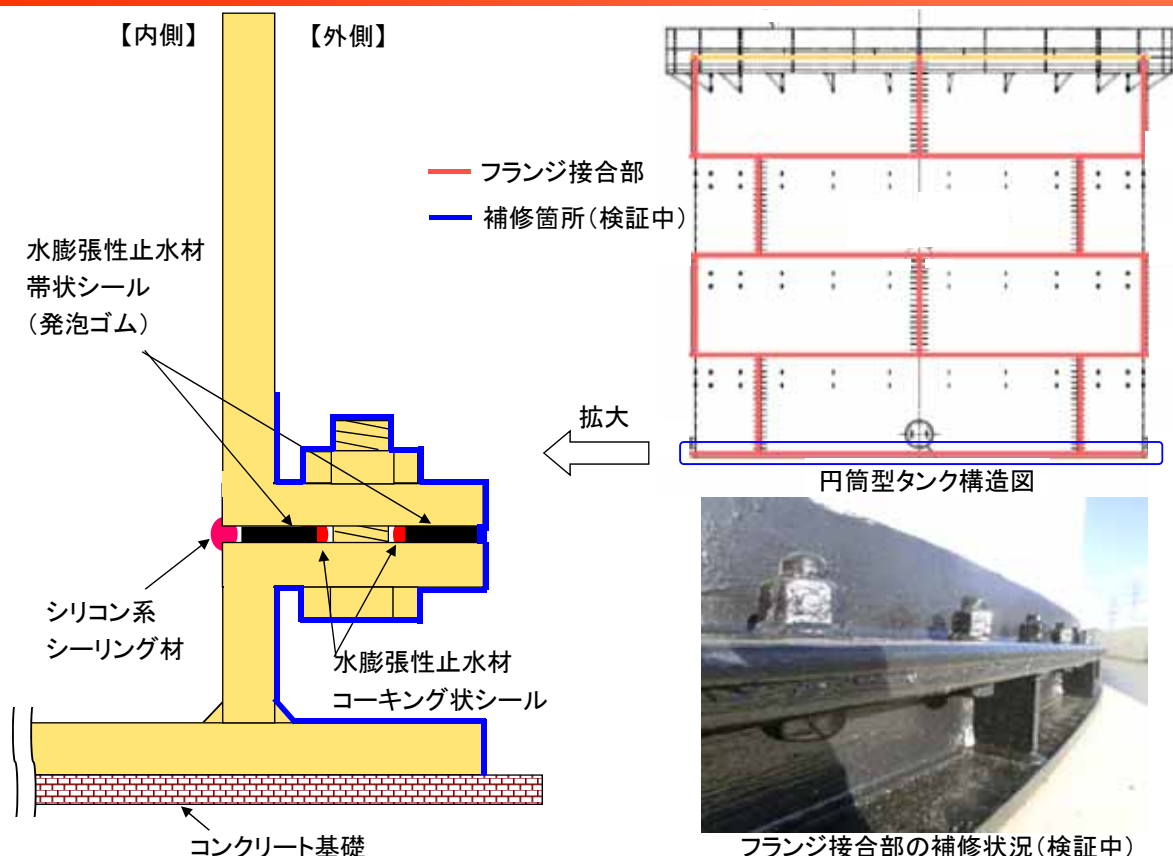 【内側】
【外側】
フランジ接合部
補修箇所(検証中)
水膨張性止水材
帯状シール
(発泡ゴム)
拡大
円筒型タンク構造図
シリコン系
シーリング材
水膨張性止水材
コーキング状シール
コンクリート基礎
フランジ接合部の補修状況(検証中)